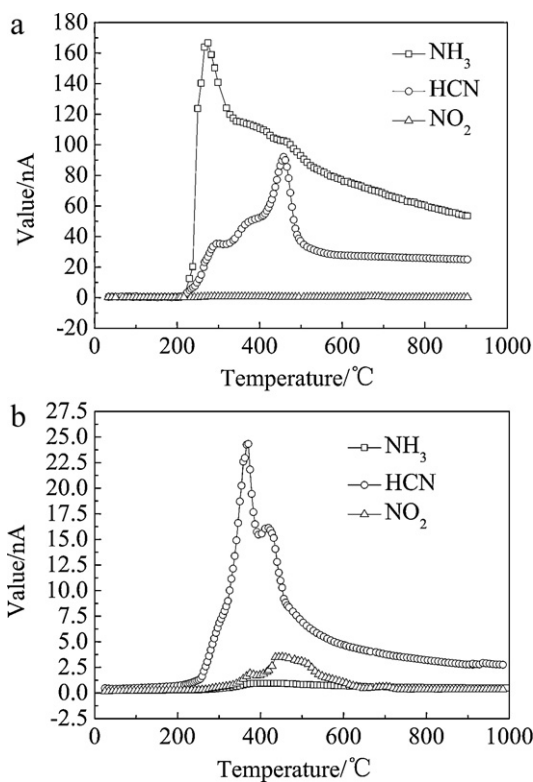 a
NH3
HCN
NO2
Value/nA
180
160
140
120
100
80
60
40
20
0
-20
0 200 400 600 800 1000
Temperature/℃
b
NH3
HCN
NO2
Value/nA
27.5
25.0
22.5
20.0
17.5
15.0
12.5
10.0
7.5
5.0
2.5
0.0
-2.5
0 200 400 600 800 1000
Temperature/℃